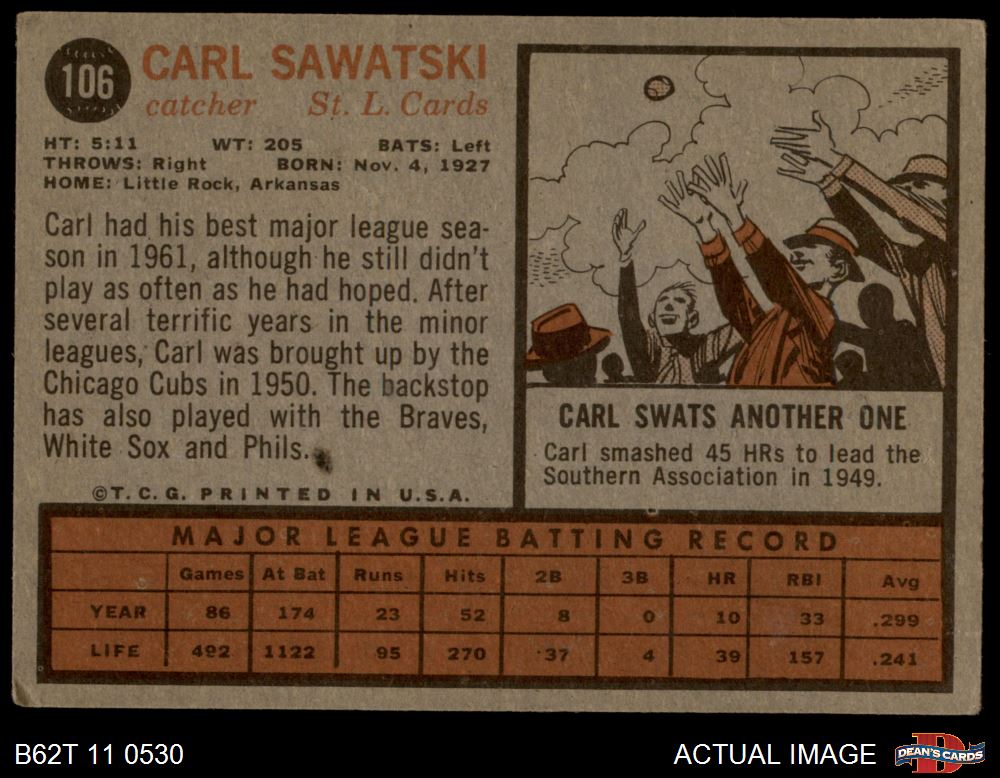 106
CARL SAWATSKI
catcher St. L. Cards
HT: 5:11 WT: 205 BATS: Left
THROWS: Right BORN: Nov. 4, 1927
HOME: Little Rock, Arkansas
Carl had his best major league sea-
son in 1961, although he still didn't
play as often as he had hoped. After
several terrific years in the minor
leagues, Carl was brought up by the
Chicago Cubs in 1950. The backstop
has also played with the Braves,
White Sox and Phils.
©T.C.G. PRINTED IN U.S.A.
CARL SWATS ANOTHER ONE
Carl smashed 45 HRs to lead the
Southern Association in 1949.
MAJOR LEAGUE BATTING RECORD
Games At Bat Runs Hits 2B 3B HR RBI Avg
YEAR 86 174 23 52 8 0 10 33 .299
LIFE 492 1122 95 270 37 4 39 157 .241
B62T 11 0530
ACTUAL IMAGE
D
DEAN'S CARDS